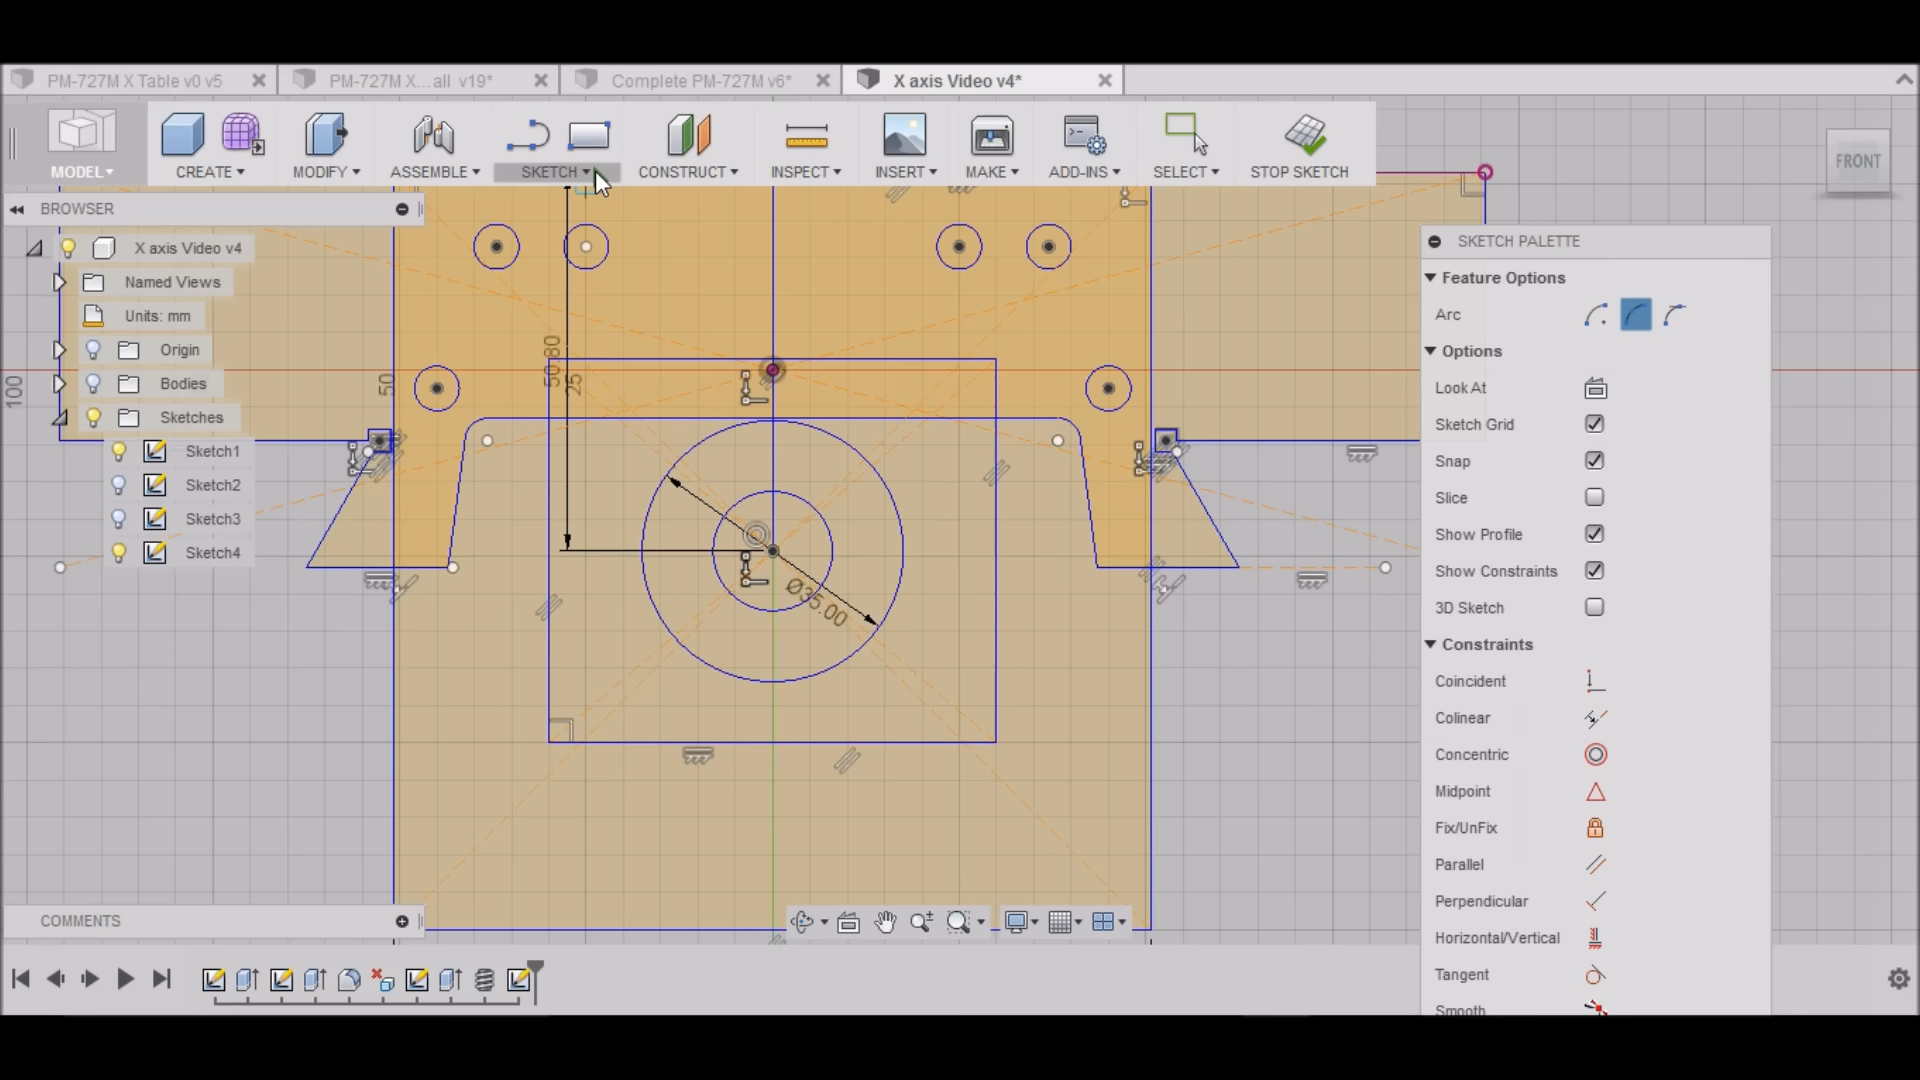 PM-727M X Table v0 v5
PM-727M X...all v19*
Complete PM-727M v6*
X axis Video v4*
MODEL
CREATE
MODIFY
ASSEMBLE
SKETCH
CONSTRUCT
INSPECT
INSERT
MAKE
ADD-INS
SELECT
STOP SKETCH
FRONT
BROWSER
X axis Video v4
Named Views
Units: mm
Origin
Bodies
Sketches
Sketch1
Sketch2
Sketch3
Sketch4
100
50
50.80
25
Ø35.00
SKETCH PALETTE
Feature Options
Arc
Options
Look At
Sketch Grid
Snap
Slice
Show Profile
Show Constraints
3D Sketch
Constraints
Coincident
Colinear
Concentric
Midpoint
Fix/UnFix
Parallel
Perpendicular
Horizontal/Vertical
Tangent
Smooth
COMMENTS